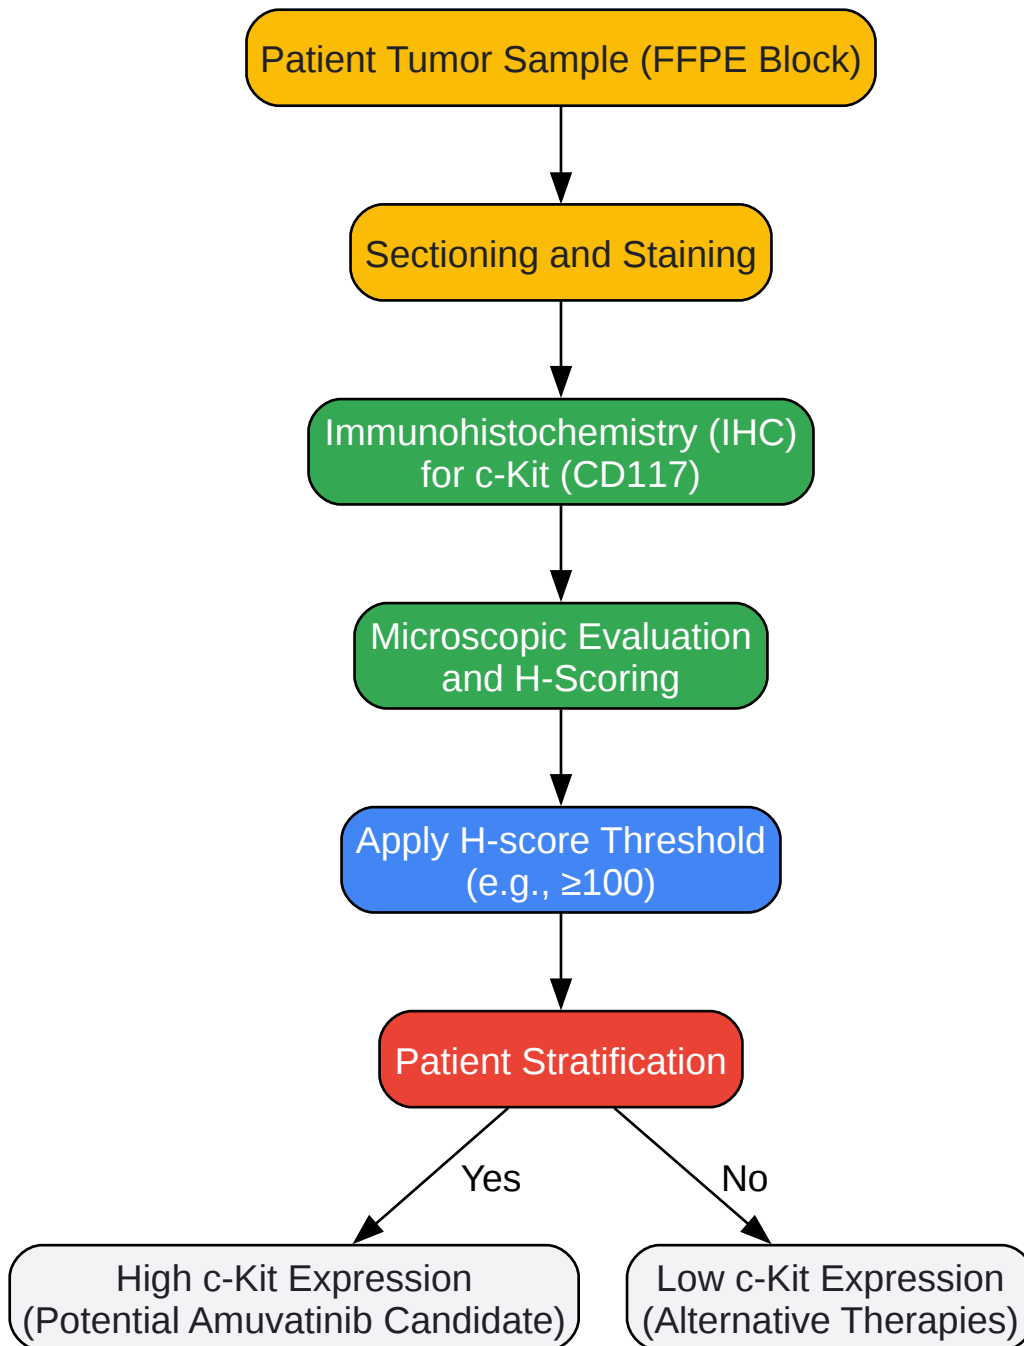 Patient Tumor Sample (FFPE Block)
Sectioning and Staining
Immunohistochemistry (IHC)
for c-Kit (CD117)
Microscopic Evaluation
and H-Scoring
Apply H-score Threshold
(e.g., ≥100)
Patient Stratification
Yes
No
High c-Kit Expression
(Potential Amuvatinib Candidate)
Low c-Kit Expression
(Alternative Therapies)